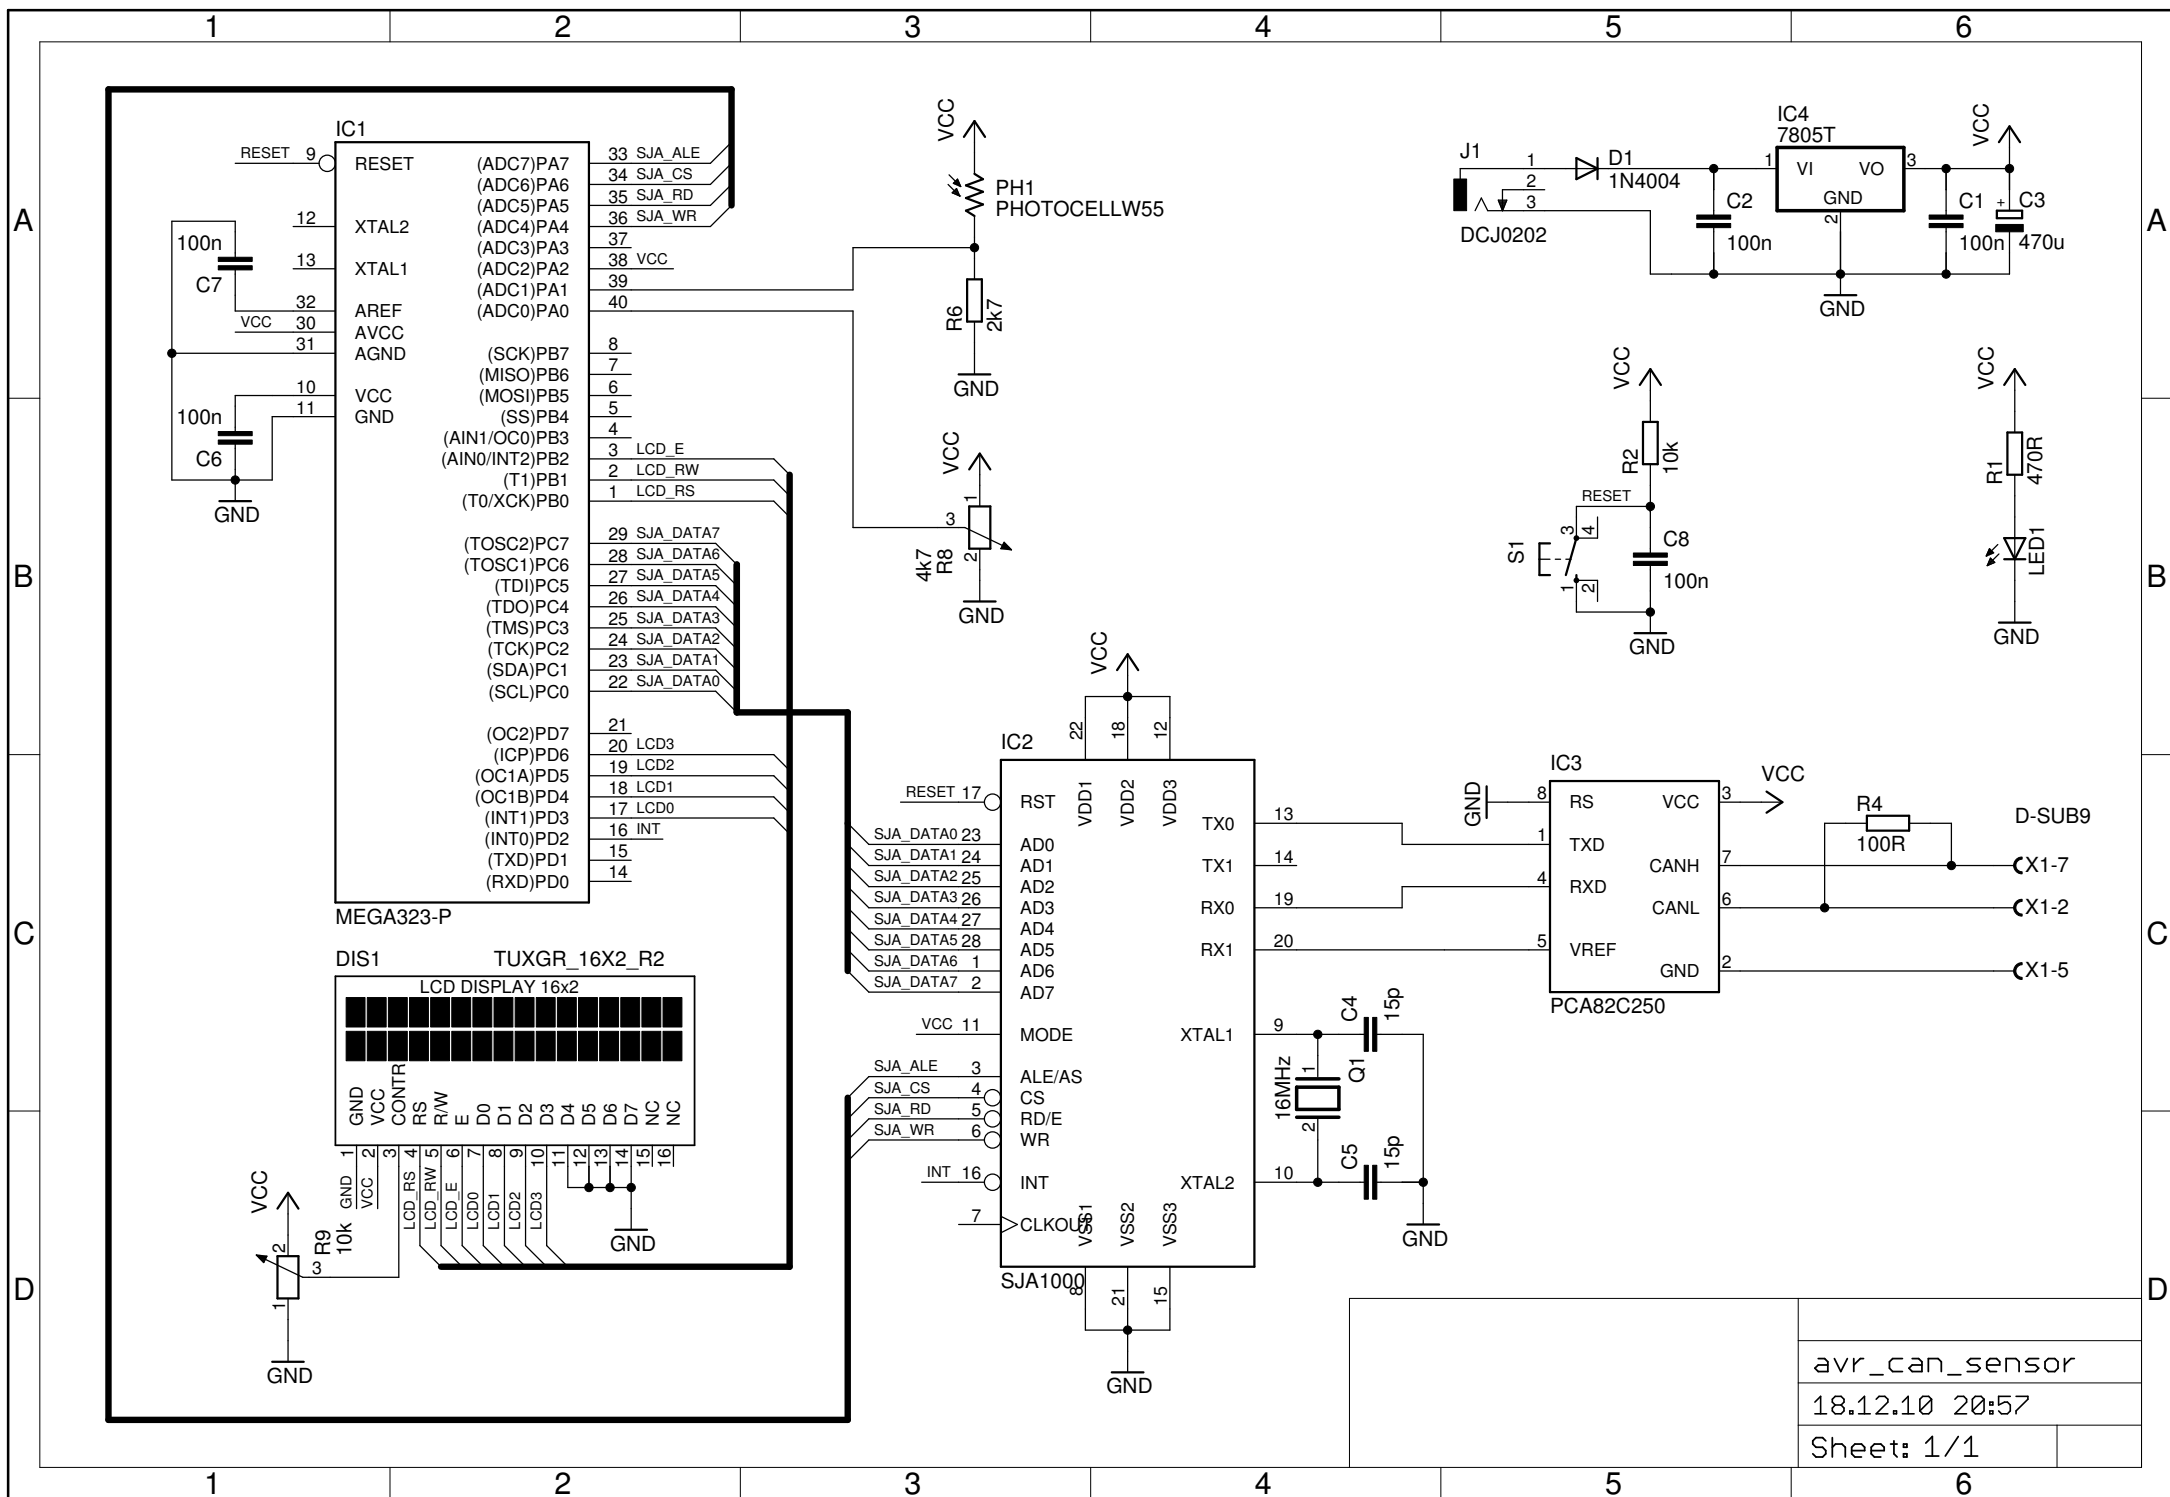 1 2 3 4 5 6
A
B
C
D
IC1
RESET 9 RESET
12 XTAL2
13 XTAL1
32 AREF
VCC 30 AVCC
31 AGND
10 VCC
11 GND
100n
C7
100n
C6
GND
(ADC7)PA7 33 SJA_ALE
(ADC6)PA6 34 SJA_CS
(ADC5)PA5 35 SJA_RD
(ADC4)PA4 36 SJA_WR
(ADC3)PA3 37
(ADC2)PA2 38 VCC
(ADC1)PA1 39
(ADC0)PA0 40
(SCK)PB7 8
(MISO)PB6 7
(MOSI)PB5 6
(SS)PB4 5
(AIN1/OC0)PB3 4
(AIN0/INT2)PB2 3 LCD_E
(T1)PB1 2 LCD_RW
(T0/XCK)PB0 1 LCD_RS
(TOSC2)PC7 29 SJA_DATA7
(TOSC1)PC6 28 SJA_DATA6
(TDI)PC5 27 SJA_DATA5
(TDO)PC4 26 SJA_DATA4
(TMS)PC3 25 SJA_DATA3
(TCK)PC2 24 SJA_DATA2
(SDA)PC1 23 SJA_DATA1
(SCL)PC0 22 SJA_DATA0
(OC2)PD7 21
(ICP)PD6 20 LCD3
(OC1A)PD5 19 LCD2
(OC1B)PD4 18 LCD1
(INT1)PD3 17 LCD0
(INT0)PD2 16 INT
(TXD)PD1 15
(RXD)PD0 14
MEGA323-P
VCC
PH1
PHOTOCELLW55
R6
2k7
GND
VCC
1
3
2
4k7
R8
GND
J1
1
2
3
DCJ0202
D1
1N4004
C2
100n
IC4
7805T
1 VI VO 3
GND
2
C1
100n
+
C3
470u
VCC
GND
VCC
R2
10k
RESET
S1
3
4
1
2
C8
100n
GND
VCC
R1
470R
LED1
GND
VCC
22
18
12
IC2
VDD1
VDD2
VDD3
RESET 17 RST
SJA_DATA0 23 AD0
SJA_DATA1 24 AD1
SJA_DATA2 25 AD2
SJA_DATA3 26 AD3
SJA_DATA4 27 AD4
SJA_DATA5 28 AD5
SJA_DATA6 1 AD6
SJA_DATA7 2 AD7
VCC 11 MODE
SJA_ALE 3 ALE/AS
SJA_CS 4 CS
SJA_RD 5 RD/E
SJA_WR 6 WR
INT 16 INT
7 CLKOUT
TX0 13
TX1 14
RX0 19
RX1 20
XTAL1 9
XTAL2 10
VSS1
VSS2
VSS3
SJA1000
8
21
15
GND
C4
15p
16MHz
1
2
Q1
C5
15p
GND
IC3
GND 8 RS
1 TXD
4 RXD
5 VREF
VCC 3 VCC
CANH 7
CANL 6
GND 2
PCA82C250
R4
100R
D-SUB9
X1-7
X1-2
X1-5
DIS1
TUXGR_16X2_R2
LCD DISPLAY 16x2
GND
VCC
CONTR
RS
R/W
E
D0
D1
D2
D3
D4
D5
D6
D7
NC
NC
1 2 3 4 5 6 7 8 9 10 11 12 13 14 15 16
GND
VCC
LCD_RS
LCD_RW
LCD_E
LCD0
LCD1
LCD2
LCD3
GND
VCC
2
3
1
R9
10k
GND
avr_can_sensor
18.12.10 20:57
Sheet: 1/1
A
B
C
D
1 2 3 4 5 6